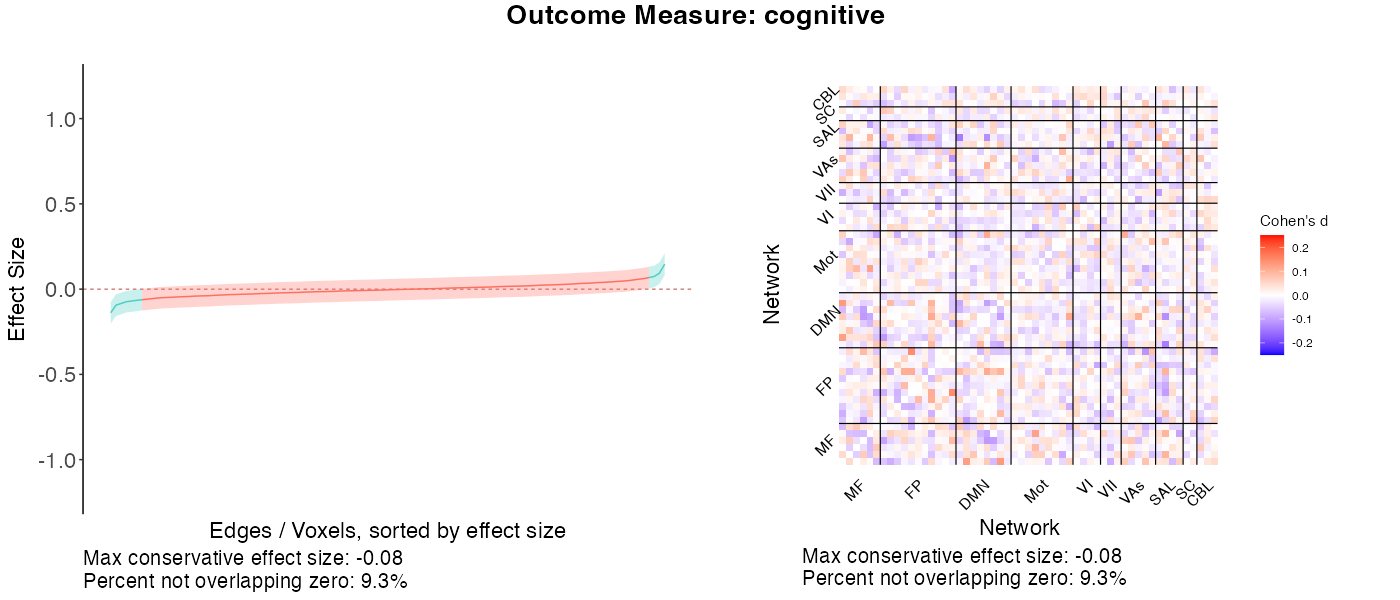 Outcome Measure: cognitive
1.0
0.5
0.0
-0.5
-1.0
Effect Size
Edges / Voxels, sorted by effect size
Max conservative effect size: -0.08
Percent not overlapping zero: 9.3%
CBL
SC
SAL
VAs
VII
VI
Mot
DMN
FP
MF
Network
MF
FP
DMN
Mot
VI
VII
VAs
SAL
SC
CBL
Network
Max conservative effect size: -0.08
Percent not overlapping zero: 9.3%
Cohen's d
0.2
0.1
0.0
-0.1
-0.2